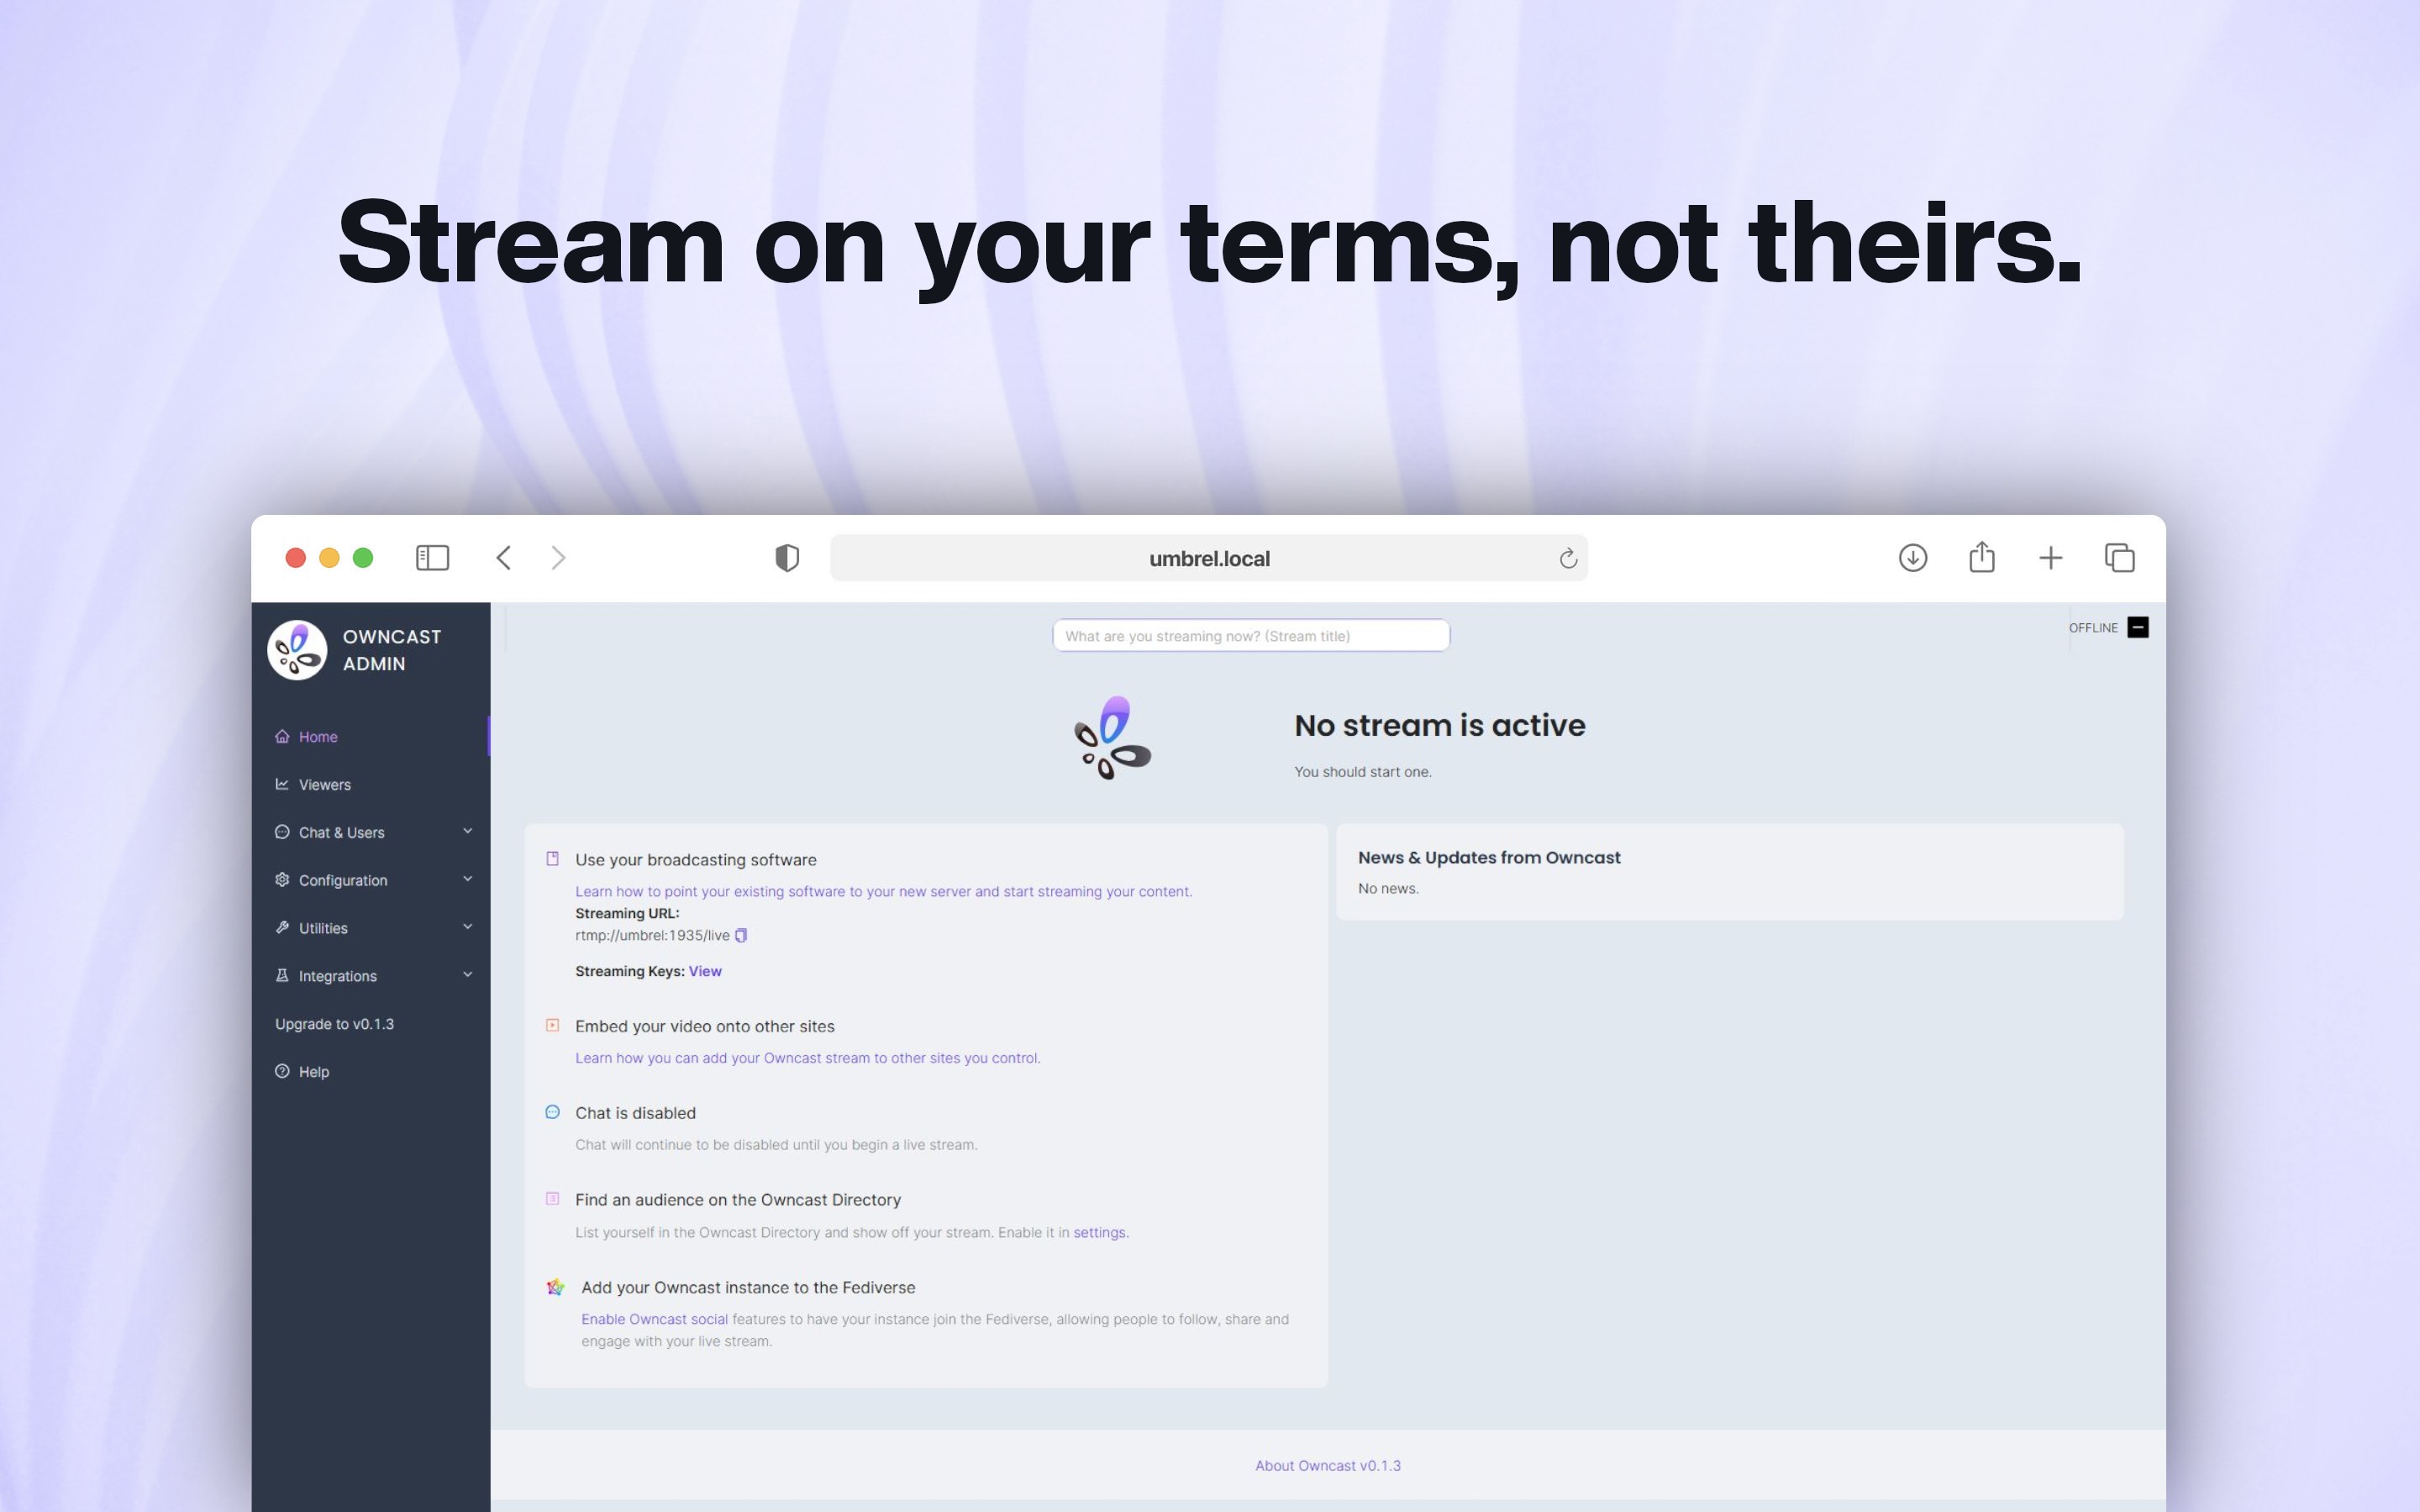 Stream on your terms, not theirs.
umbrel.local
OWNCAST
ADMIN
Home
Viewers
Chat & Users
Configuration
Utilities
Integrations
Upgrade to v0.1.3
Help
What are you streaming now? (Stream title)
OFFLINE
No stream is active
You should start one.
Use your broadcasting software
Learn how to point your existing software to your new server and start streaming your content.
Streaming URL:
rtmp://umbrel:1935/live
Streaming Keys: View
Embed your video onto other sites
Learn how you can add your Owncast stream to other sites you control.
Chat is disabled
Chat will continue to be disabled until you begin a live stream.
Find an audience on the Owncast Directory
List yourself in the Owncast Directory and show off your stream. Enable it in settings.
Add your Owncast instance to the Fediverse
Enable Owncast social features to have your instance join the Fediverse, allowing people to follow, share and
engage with your live stream.
News & Updates from Owncast
No news.
About Owncast v0.1.3